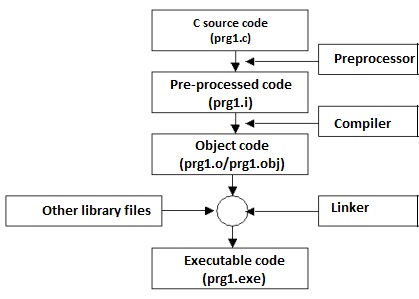 C source code
(prg1.c)
Preprocessor
Pre-processed code
(prg1.i)
Compiler
Object code
(prg1.o/prg1.obj)
Other library files
Linker
Executable code
(prg1.exe)